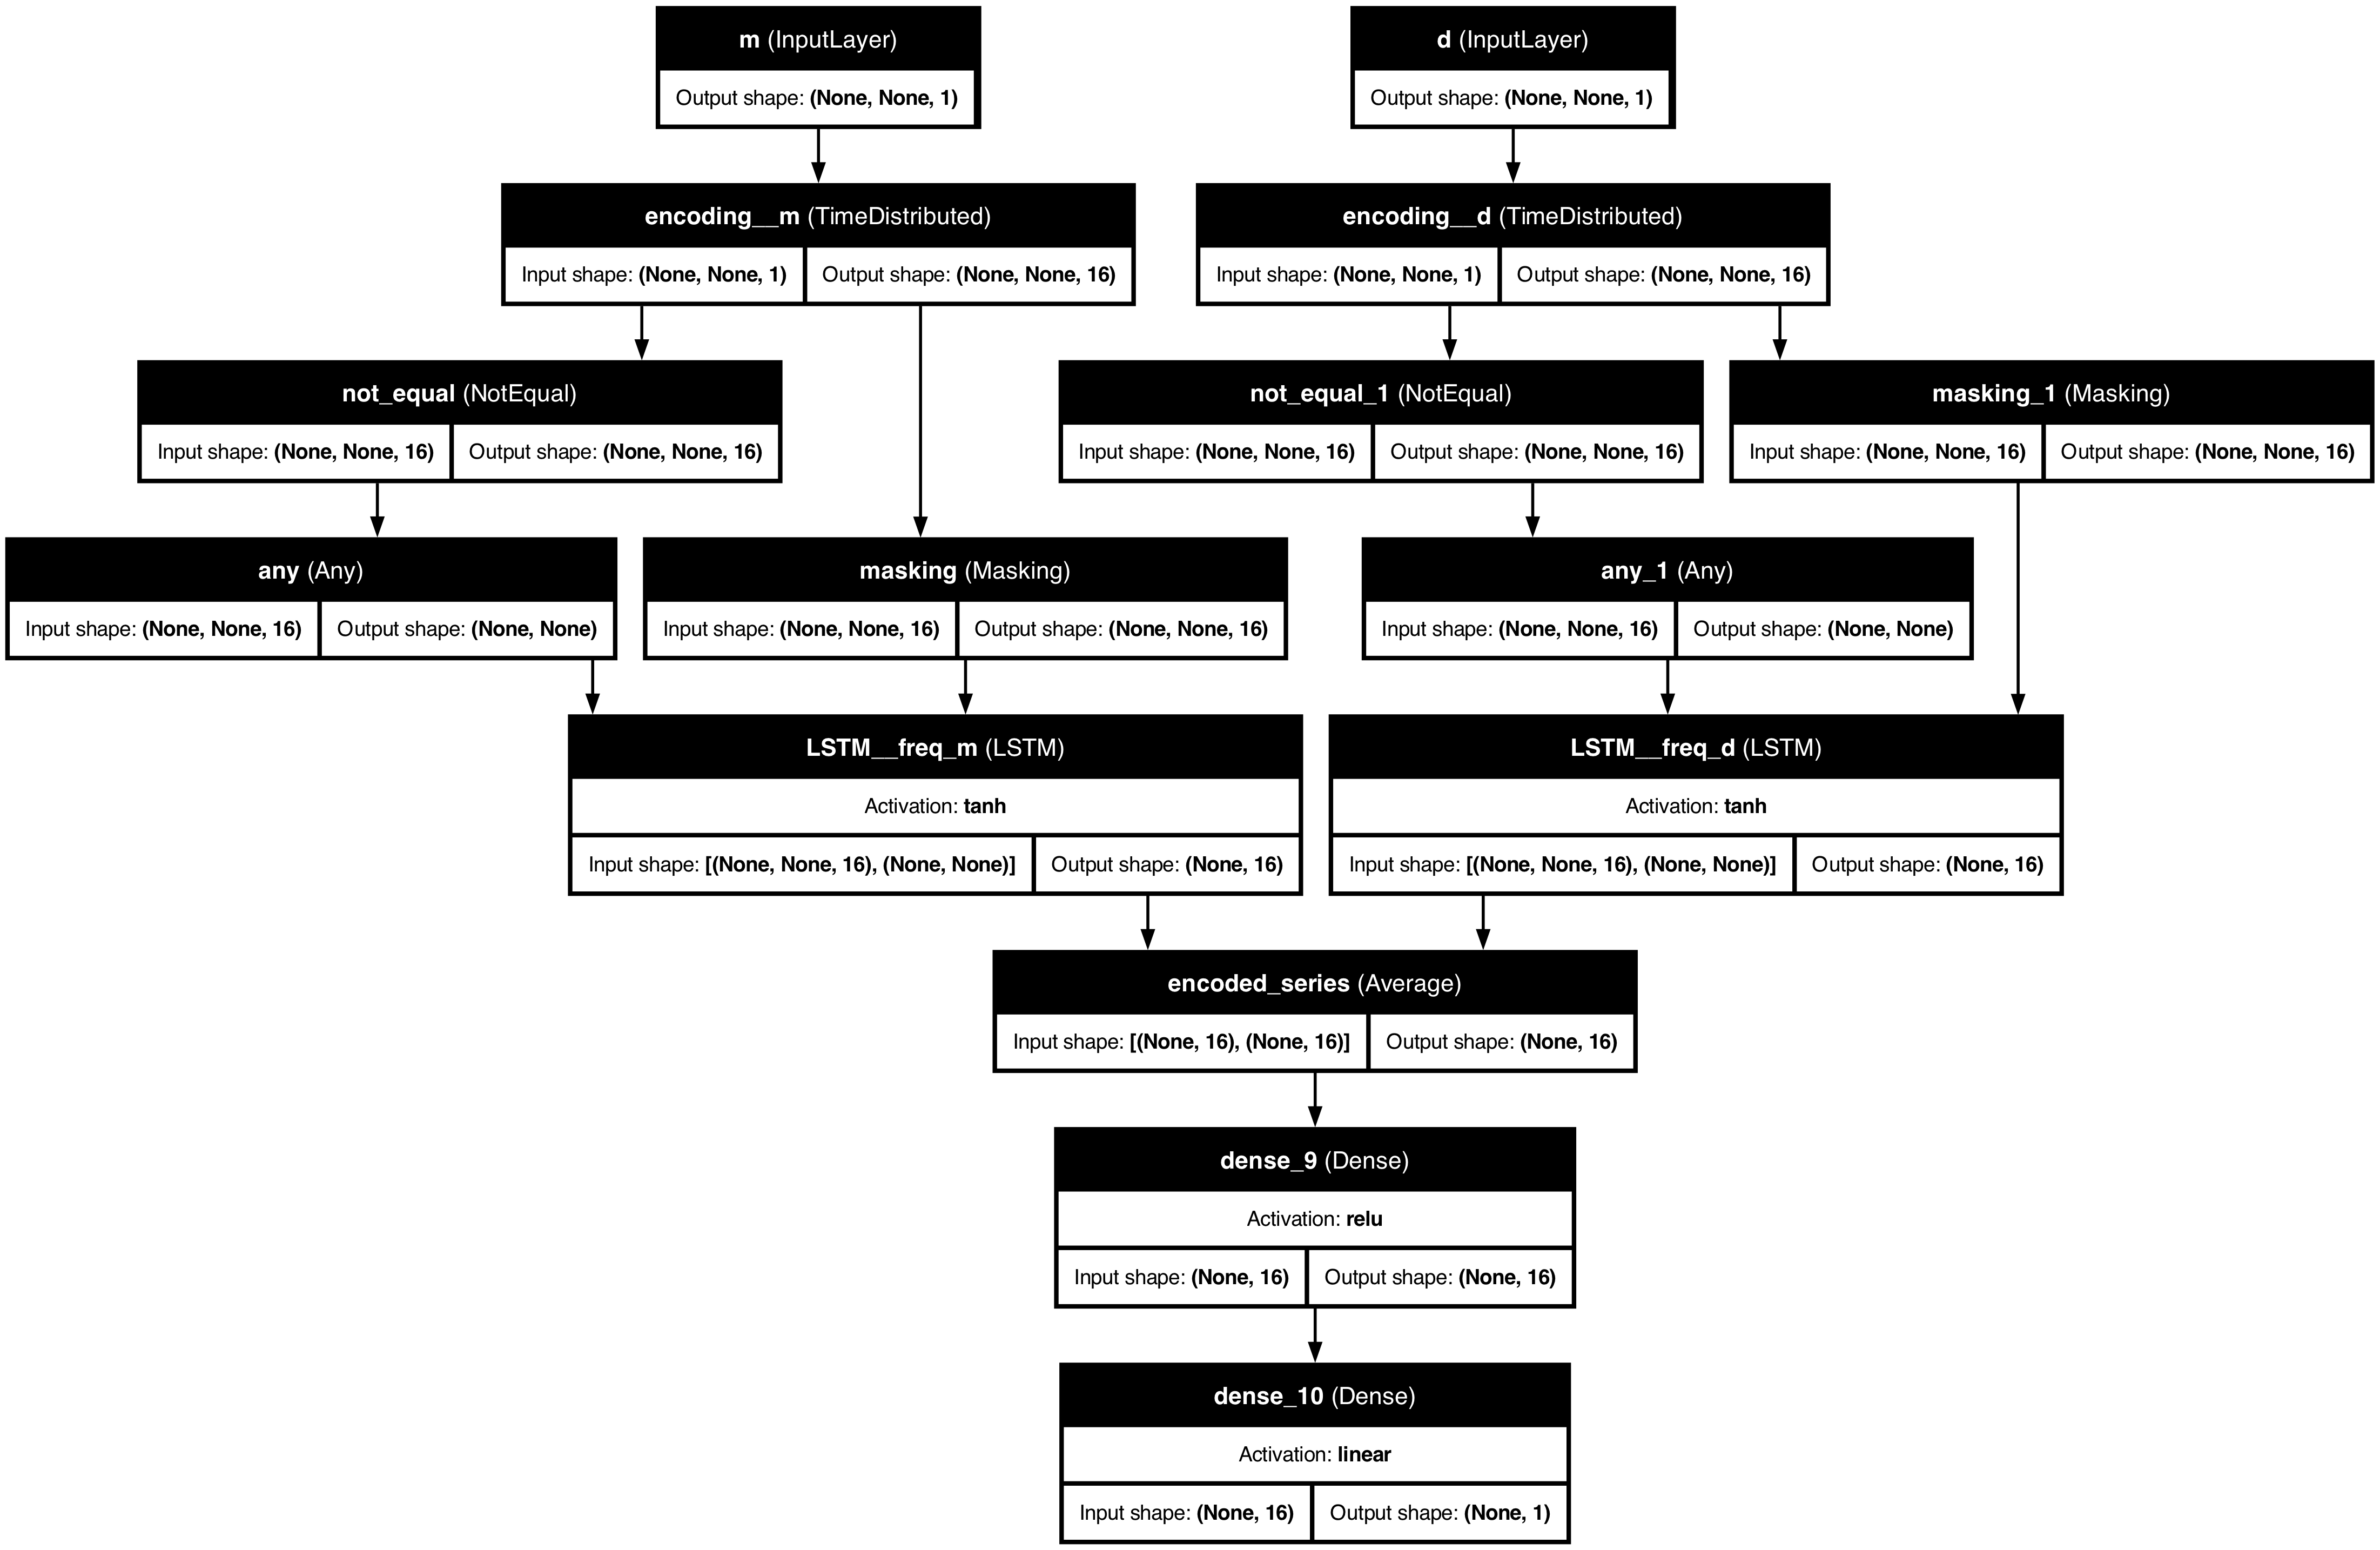 m (InputLayer)
Output shape: (None, None, 1)
d (InputLayer)
Output shape: (None, None, 1)
encoding__m (TimeDistributed)
Input shape: (None, None, 1)
Output shape: (None, None, 16)
encoding__d (TimeDistributed)
Input shape: (None, None, 1)
Output shape: (None, None, 16)
not_equal (NotEqual)
Input shape: (None, None, 16)
Output shape: (None, None, 16)
not_equal_1 (NotEqual)
Input shape: (None, None, 16)
Output shape: (None, None, 16)
masking_1 (Masking)
Input shape: (None, None, 16)
Output shape: (None, None, 16)
any (Any)
Input shape: (None, None, 16)
Output shape: (None, None)
masking (Masking)
Input shape: (None, None, 16)
Output shape: (None, None, 16)
any_1 (Any)
Input shape: (None, None, 16)
Output shape: (None, None)
LSTM__freq_m (LSTM)
Activation: tanh
Input shape: [(None, None, 16), (None, None)]
Output shape: (None, 16)
LSTM__freq_d (LSTM)
Activation: tanh
Input shape: [(None, None, 16), (None, None)]
Output shape: (None, 16)
encoded_series (Average)
Input shape: [(None, 16), (None, 16)]
Output shape: (None, 16)
dense_9 (Dense)
Activation: relu
Input shape: (None, 16)
Output shape: (None, 16)
dense_10 (Dense)
Activation: linear
Input shape: (None, 16)
Output shape: (None, 1)